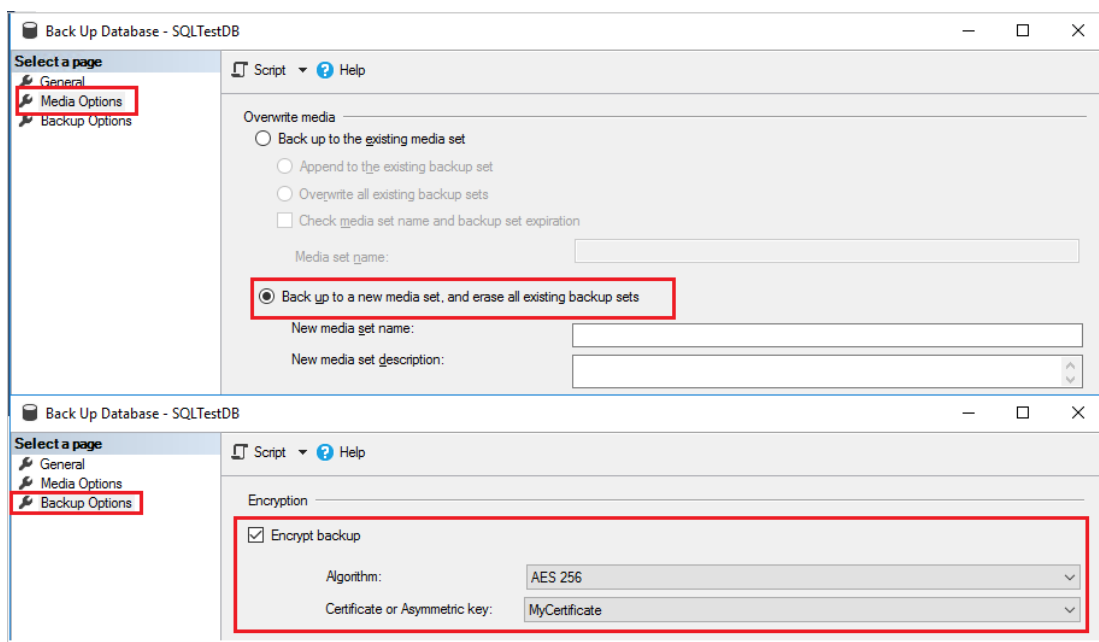 Back Up Database - SQLTestDB
Select a page
General
Media Options
Backup Options
Script
Help
Overwrite media
Back up to the existing media set
Append to the existing backup set
Overwrite all existing backup sets
Check media set name and backup set expiration
Media set name:
Back up to a new media set, and erase all existing backup sets
New media set name:
New media set description:
Back Up Database - SQLTestDB
Select a page
General
Media Options
Backup Options
Script
Help
Encryption
Encrypt backup
Algorithm: AES 256
Certificate or Asymmetric key: MyCertificate